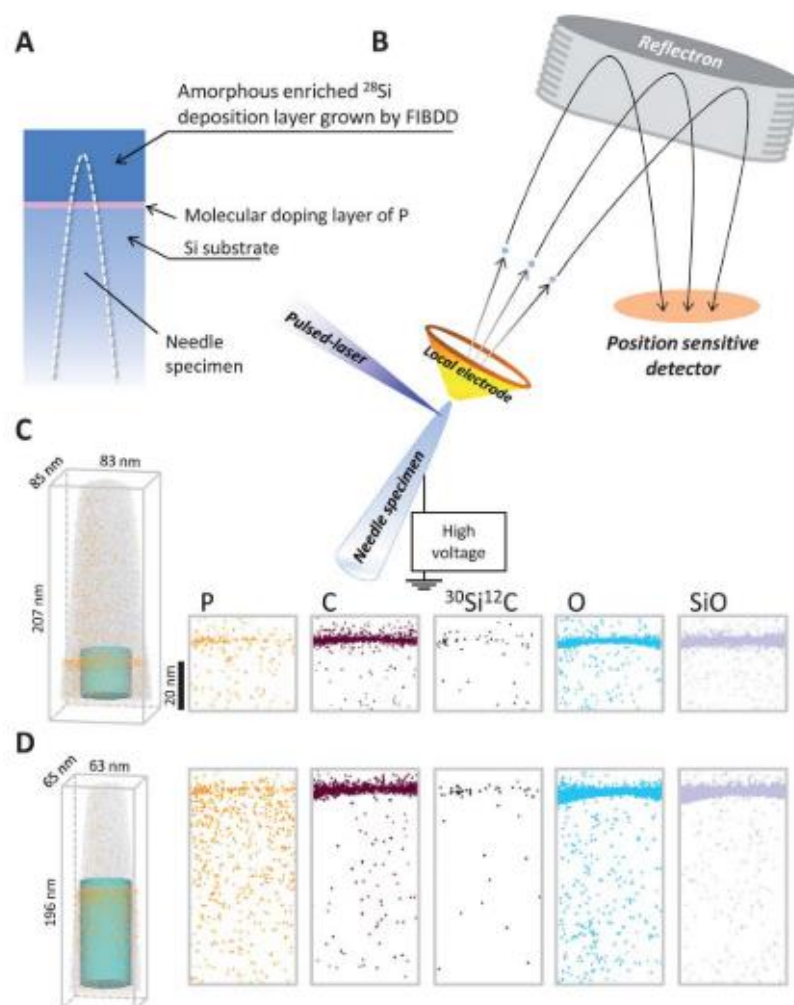 A
Amorphous enriched ²⁸Si
deposition layer grown by FIBDD
Molecular doping layer of P
Si substrate
Needle
specimen
B
Reflectron
Position sensitive
detector
Pulsed-laser
Local electrode
Needle specimen
High
voltage
C
85 nm
83 nm
207 nm
20 nm
P
C
³⁰Si¹²C
O
SiO
D
65 nm
63 nm
196 nm